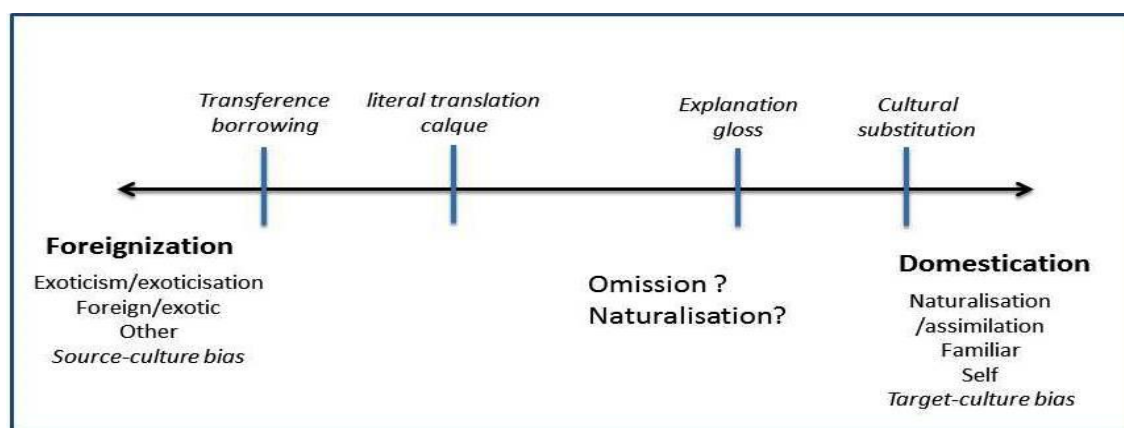 Transference
borrowing
literal translation
calque
Explanation
gloss
Cultural
substitution
Foreignization
Exoticism/exoticisation
Foreign/exotic
Other
Source-culture bias
Omission ?
Naturalisation?
Domestication
Naturalisation
/assimilation
Familiar
Self
Target-culture bias